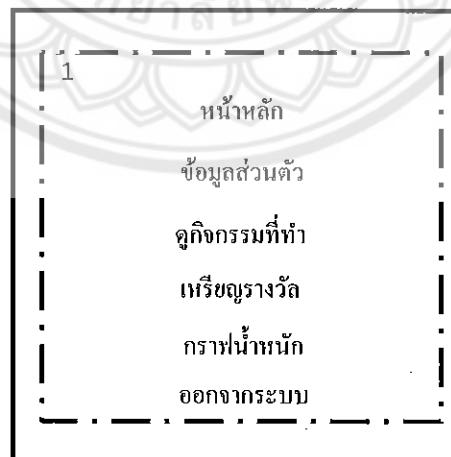 1
หน้าหลัก
ข้อมูลส่วนตัว
ดูกิจกรรมที่ทำ
เหรียญรางวัล
กราฟน้ำหนัก
ออกจากระบบ